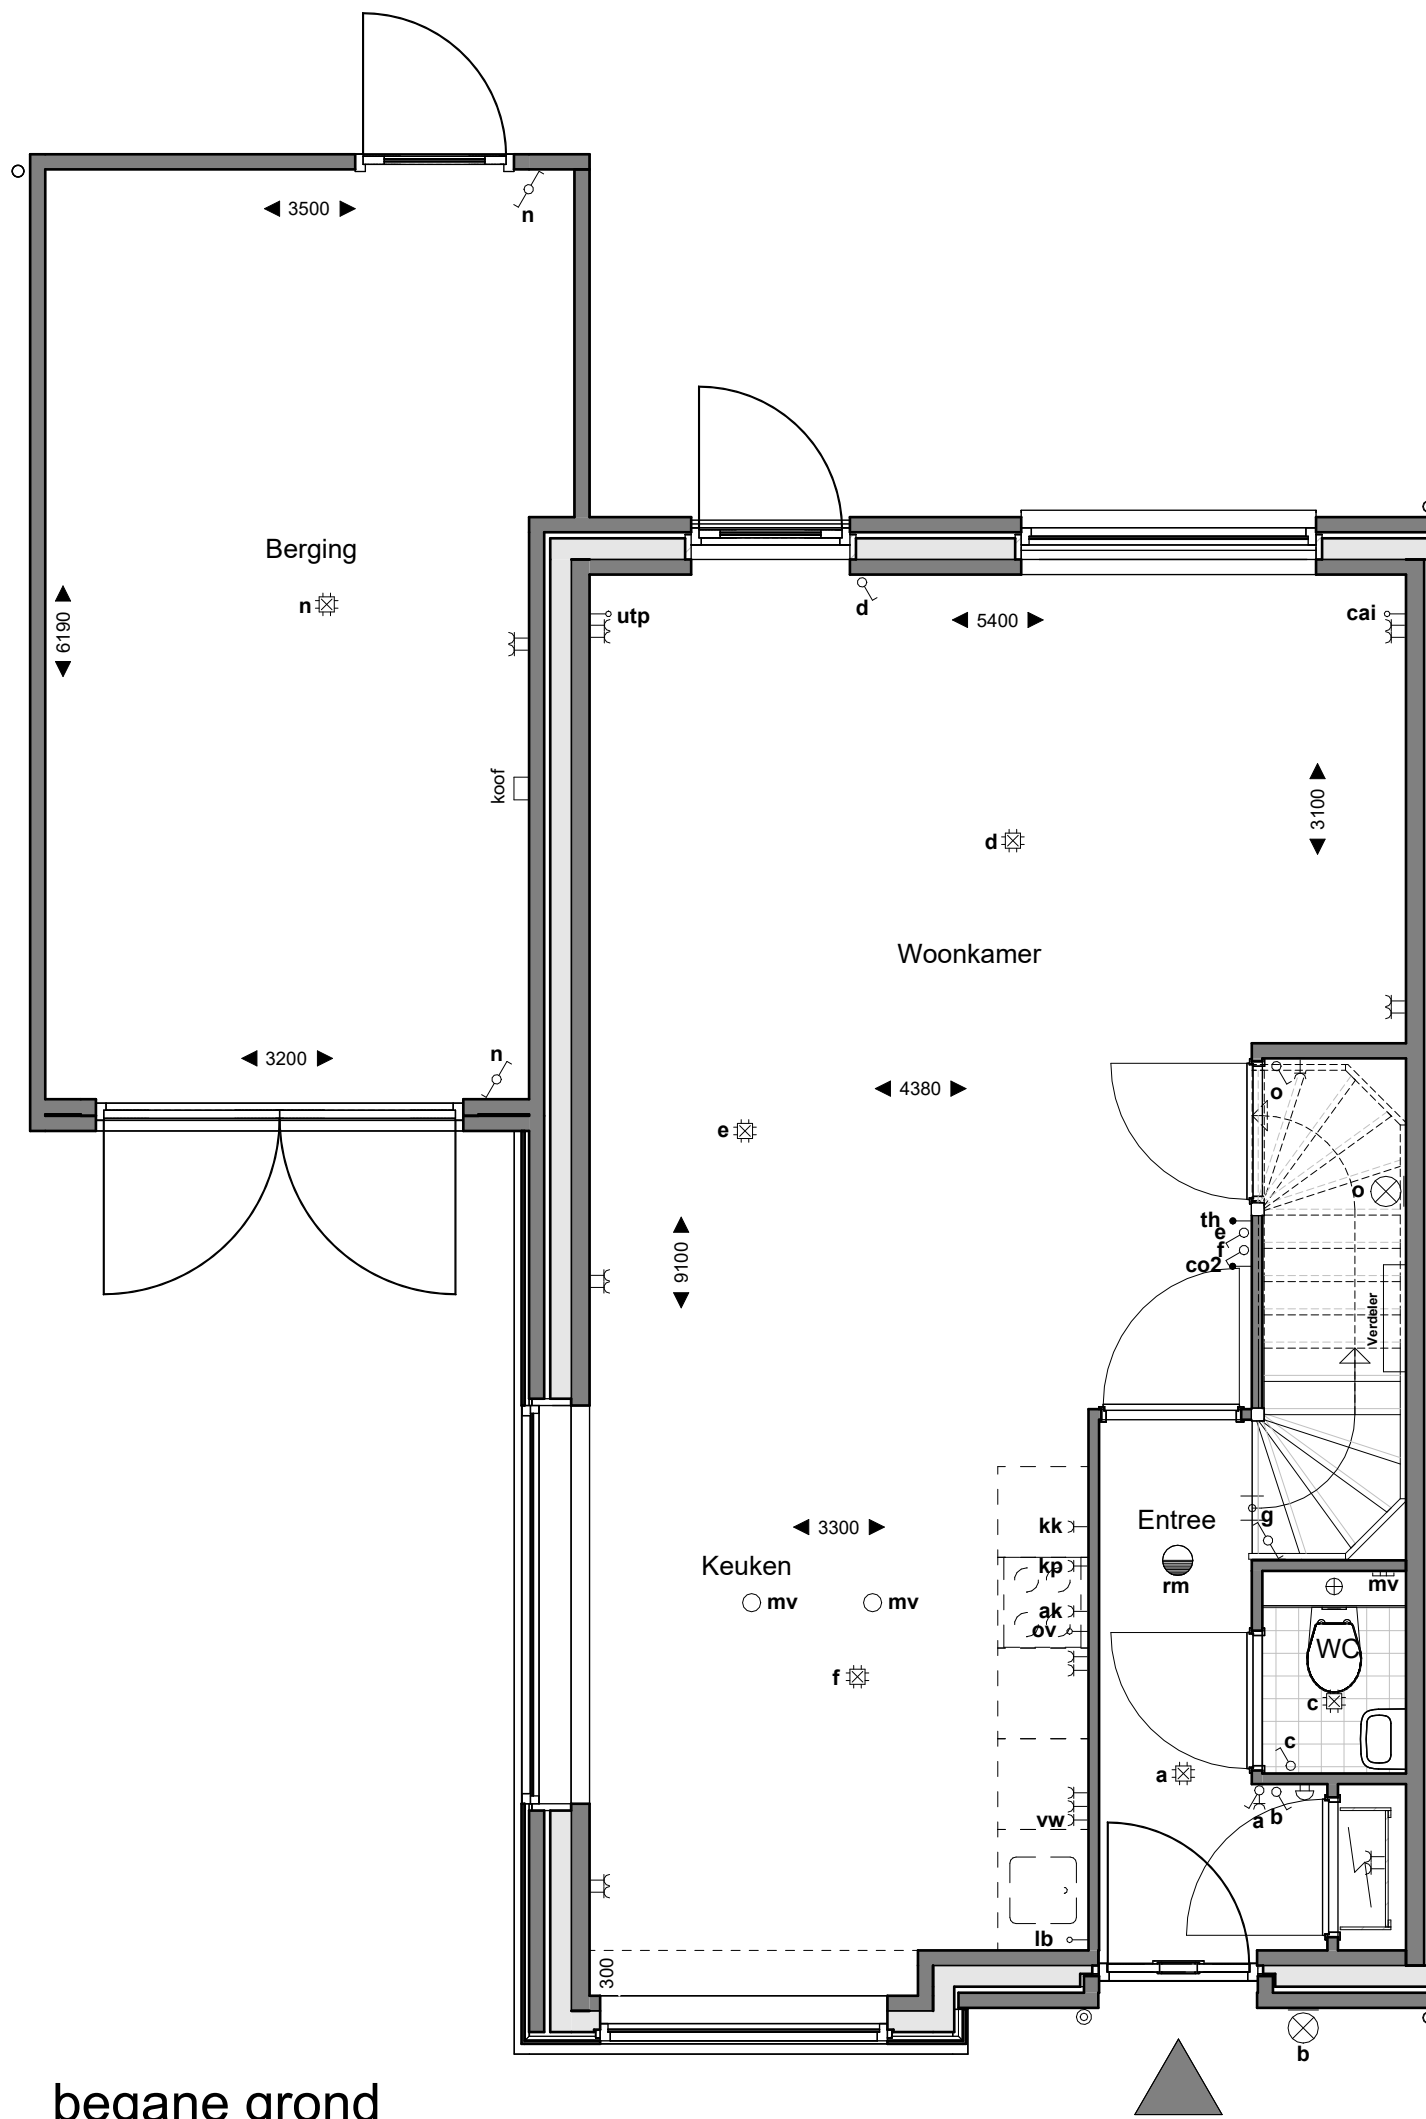 3500
n
Berging
n
6190
utp
d
5400
cai
koof
3100
d
Woonkamer
n
3200
4380
o
e
o
th
e
f
co2
9100
Verdeler
3300
kk
Entree
g
Keuken
kp
rm
mv
mv
mv
ak
ov
WC
f
c
c
a
a
b
vw
lb
300
b
begane grond